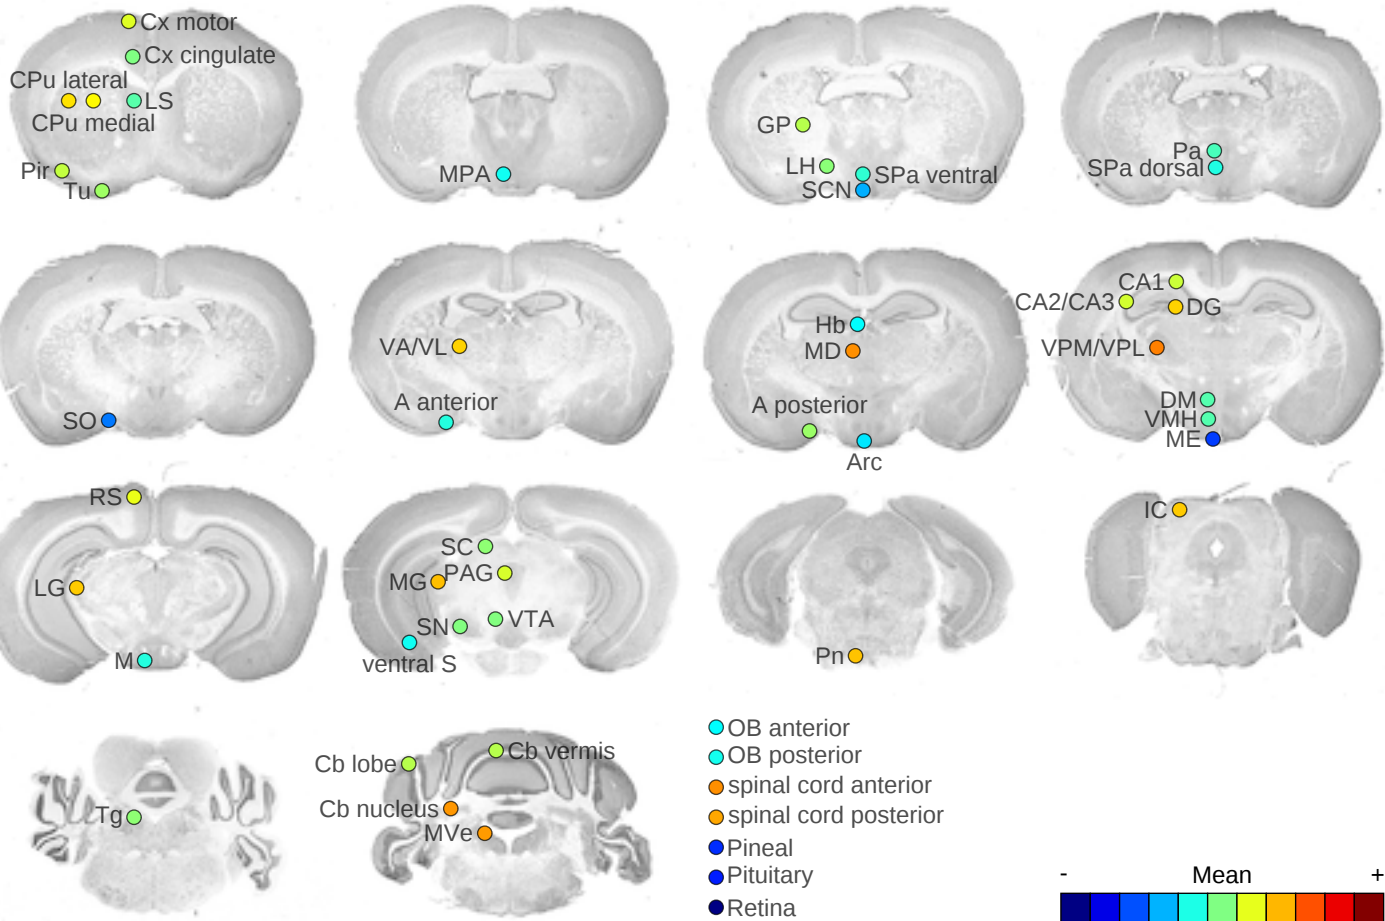 Cx motor
Cx cingulate
CPu lateral
LS
CPu medial
Pir
Tu
MPA
GP
LH
SPa ventral
SCN
Pa
SPa dorsal
SO
VA/VL
A anterior
Hb
MD
A posterior
Arc
CA1
CA2/CA3
DG
VPM/VPL
DM
VMH
ME
RS
LG
M
SC
MG
PAG
SN
VTA
ventral S
Pn
IC
Tg
Cb lobe
Cb vermis
Cb nucleus
MVe
OB anterior
OB posterior
spinal cord anterior
spinal cord posterior
Pineal
Pituitary
Retina
- Mean +